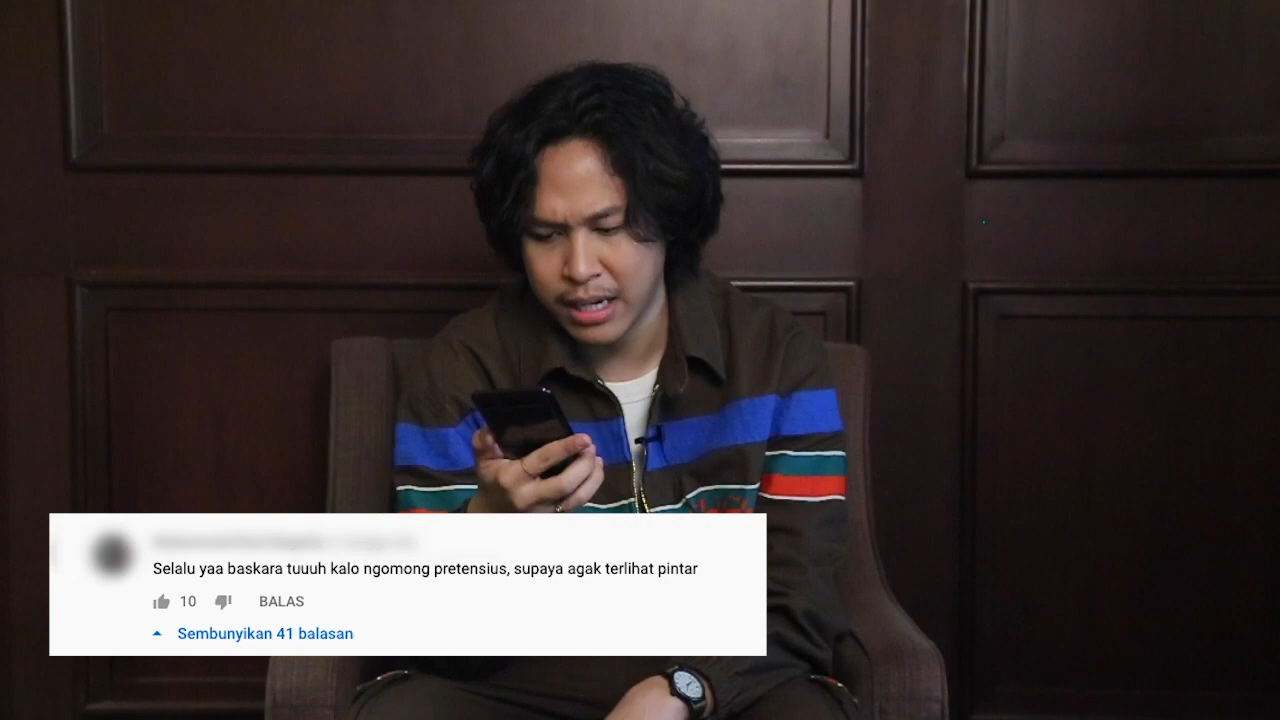 Selalu yaa baskara tuuuh kalo ngomong pretensius, supaya agak terlihat pintar
10 BALAS
Sembunyikan 41 balasan